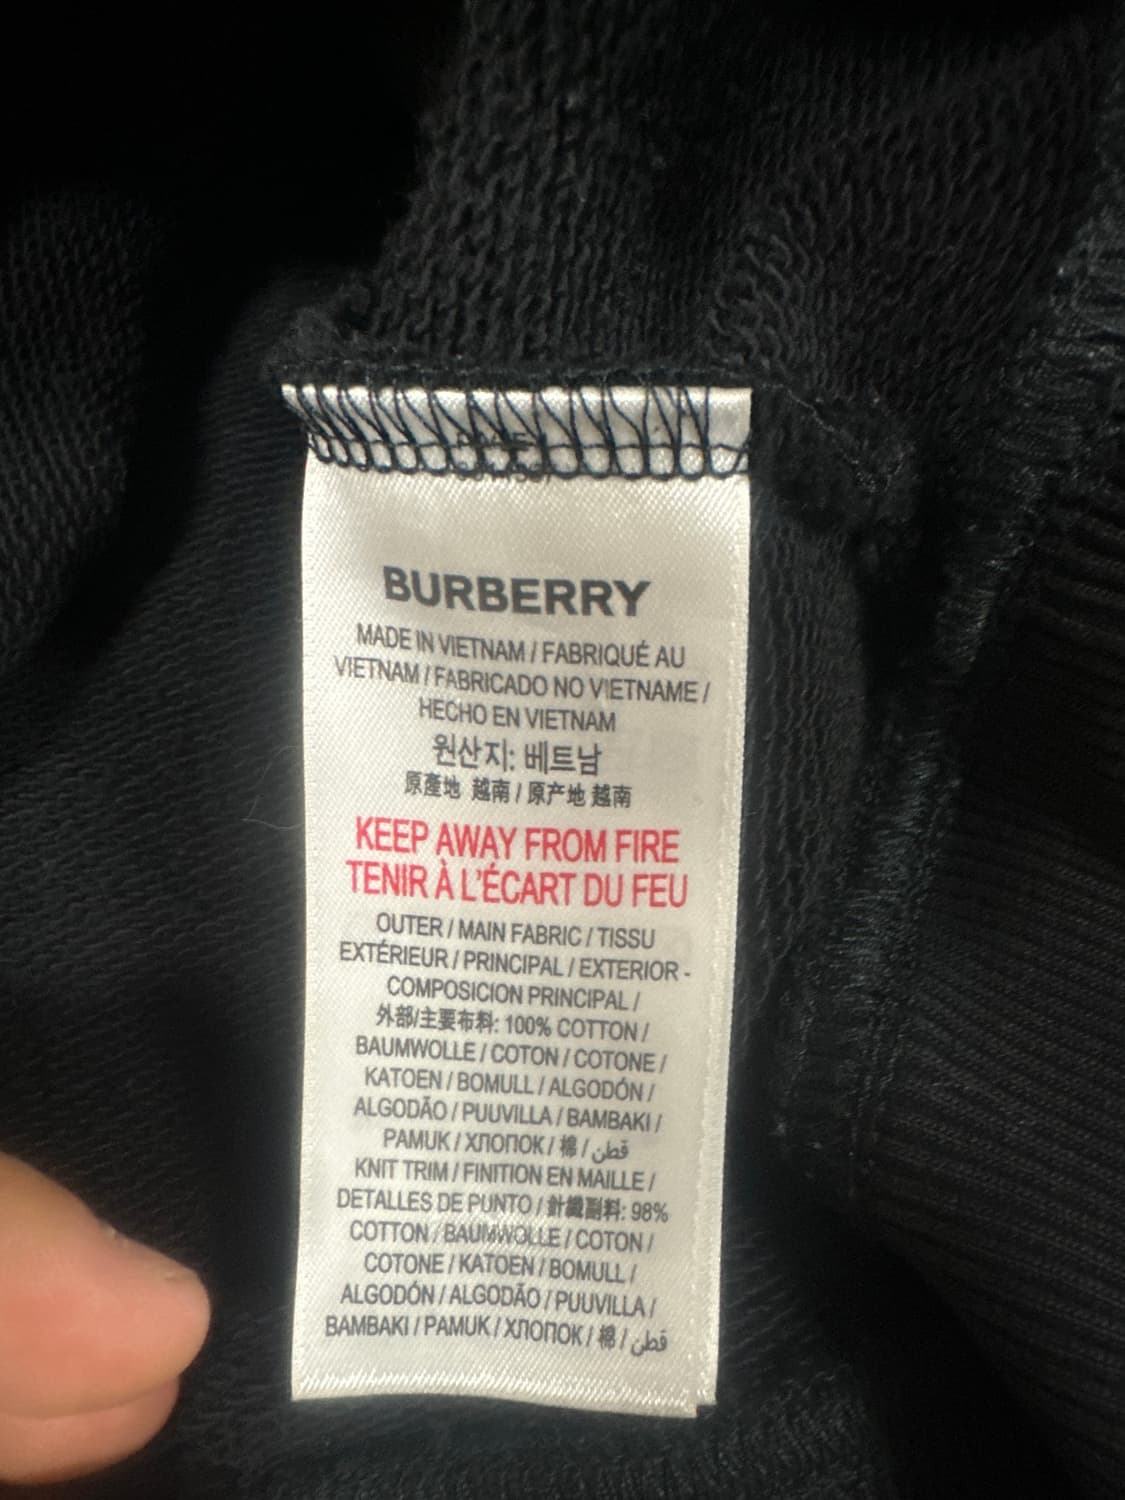 BURBERRY
MADE IN VIETNAM / FABRIQUÉ AU
VIETNAM / FABRICADO NO VIETNAME /
HECHO EN VIETNAM
원산지: 베트남
原產地 越南 / 原产地 越南
KEEP AWAY FROM FIRE
TENIR À L'ÉCART DU FEU
OUTER / MAIN FABRIC / TISSU
EXTÉRIEUR / PRINCIPAL / EXTERIOR -
COMPOSICION PRINCIPAL /
外部/主要布料: 100% COTTON /
BAUMWOLLE / COTON / COTONE /
KATOEN / BOMULL / ALGODÓN /
ALGODÃO / PUUVILLA / BAMBAKI /
PAMUK / ХЛОПОК / 棉 / قطن
KNIT TRIM / FINITION EN MAILLE /
DETALLES DE PUNTO / 針織副料: 98%
COTTON / BAUMWOLLE / COTON /
COTONE / KATOEN / BOMULL /
ALGODÓN / ALGODÃO / PUUVILLA /
BAMBAKI / PAMUK / ХЛОПОК / 棉 / قطن